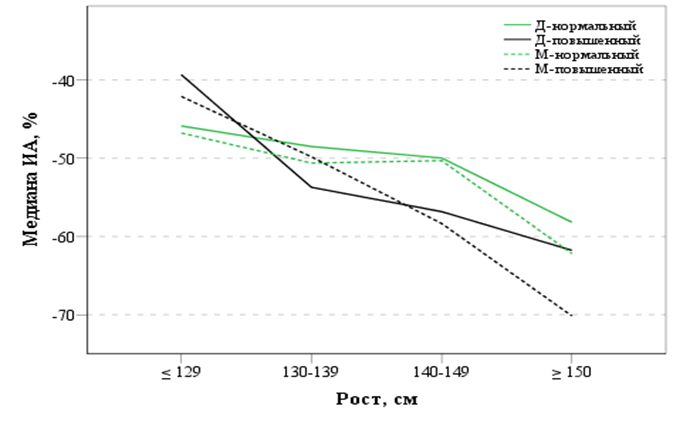 Д-нормальный
Д-повышенный
М-нормальный
М-повышенный
-40
-50
-60
-70
Медиана ИА, %
≤ 129
130-139
140-149
≥ 150
Рост, см